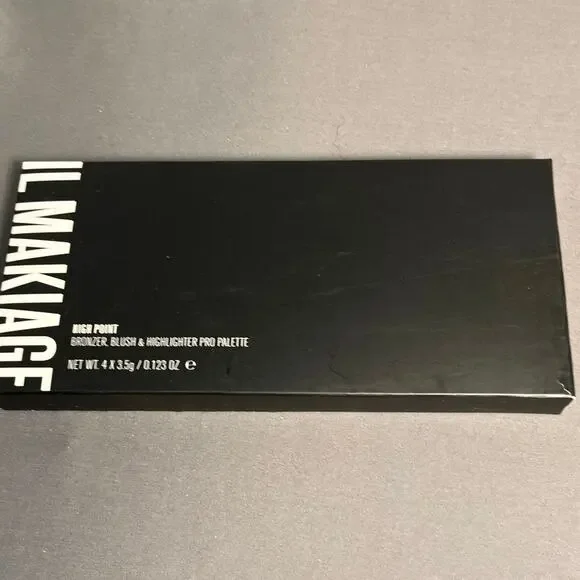 IL MAKIAGE
HIGH POINT
BRONZER, BLUSH & HIGHLIGHTER PRO PALETTE
NET WT. 4 X 3.5g / 0.123 OZ ℮